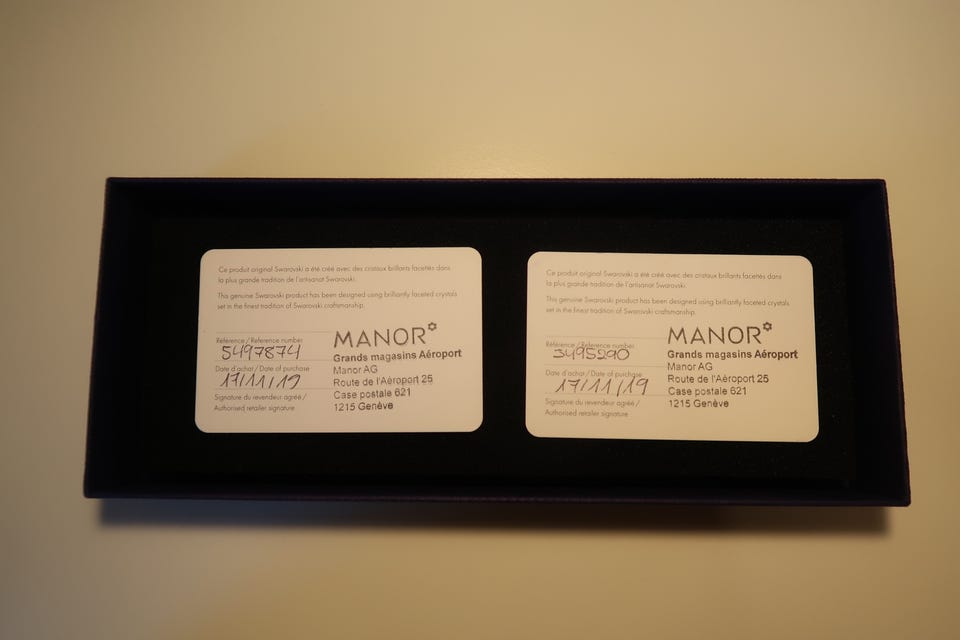 Ce produit original Swarovski a été créé avec des cristaux brillants facettés dans
la plus grande tradition de l'artisanat Swarovski.
This genuine Swarovski product has been designed using brilliantly faceted crystals
set in the finest tradition of Swarovski craftsmanship.
Référence / Reference number
5497874
Date d'achat / Date of purchase
17/11/19
Signature du revendeur agréé /
Authorised retailer signature
MANOR
Grands magasins Aéroport
Manor AG
Route de l'Aéroport 25
Case postale 621
1215 Genève
Ce produit original Swarovski a été créé avec des cristaux brillants facettés dans
la plus grande tradition de l'artisanat Swarovski.
This genuine Swarovski product has been designed using brilliantly faceted crystals
set in the finest tradition of Swarovski craftsmanship.
Référence / Reference number
5495290
Date d'achat / Date of purchase
17/11/19
Signature du revendeur agréé /
Authorised retailer signature
MANOR
Grands magasins Aéroport
Manor AG
Route de l'Aéroport 25
Case postale 621
1215 Genève